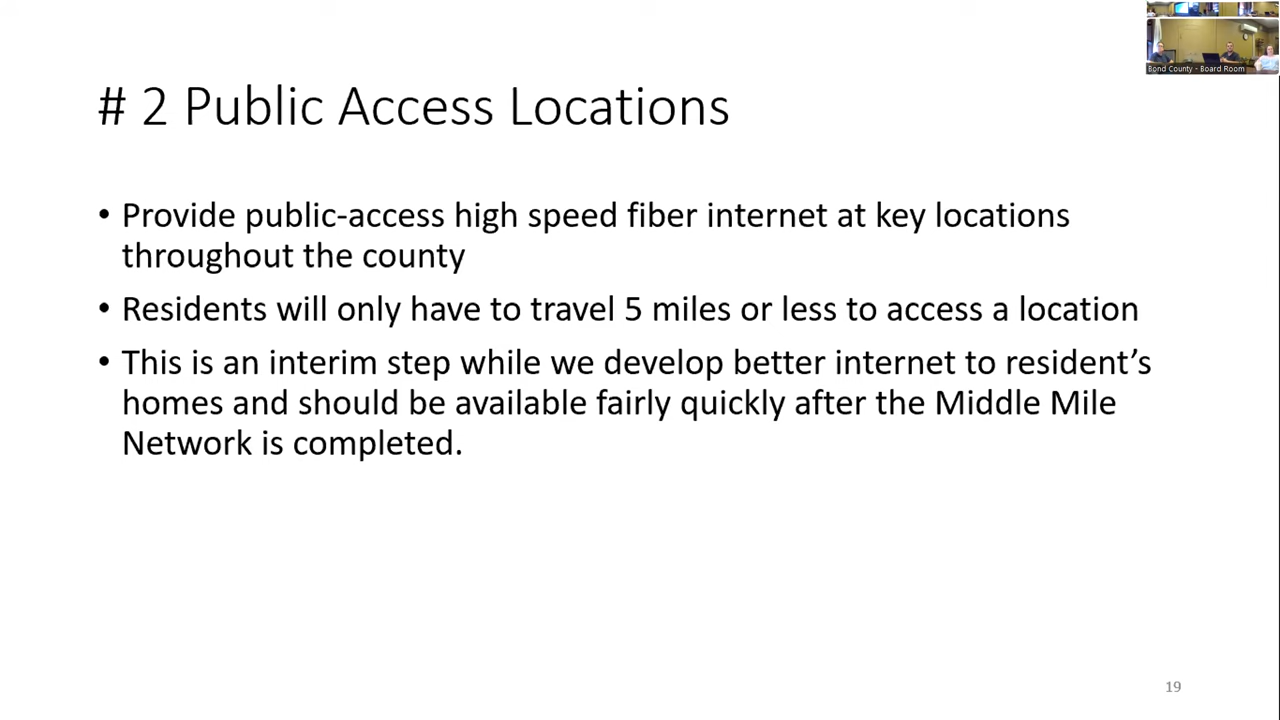 Bond County - Board Room
# 2 Public Access Locations
• Provide public-access high speed fiber internet at key locations
throughout the county
• Residents will only have to travel 5 miles or less to access a location
• This is an interim step while we develop better internet to resident’s
homes and should be available fairly quickly after the Middle Mile
Network is completed.
19